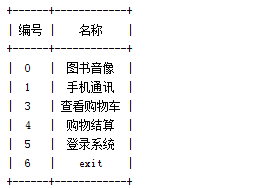 编号 名称
0 图书音像
1 手机通讯
3 查看购物车
4 购物结算
5 登录系统
6 exit